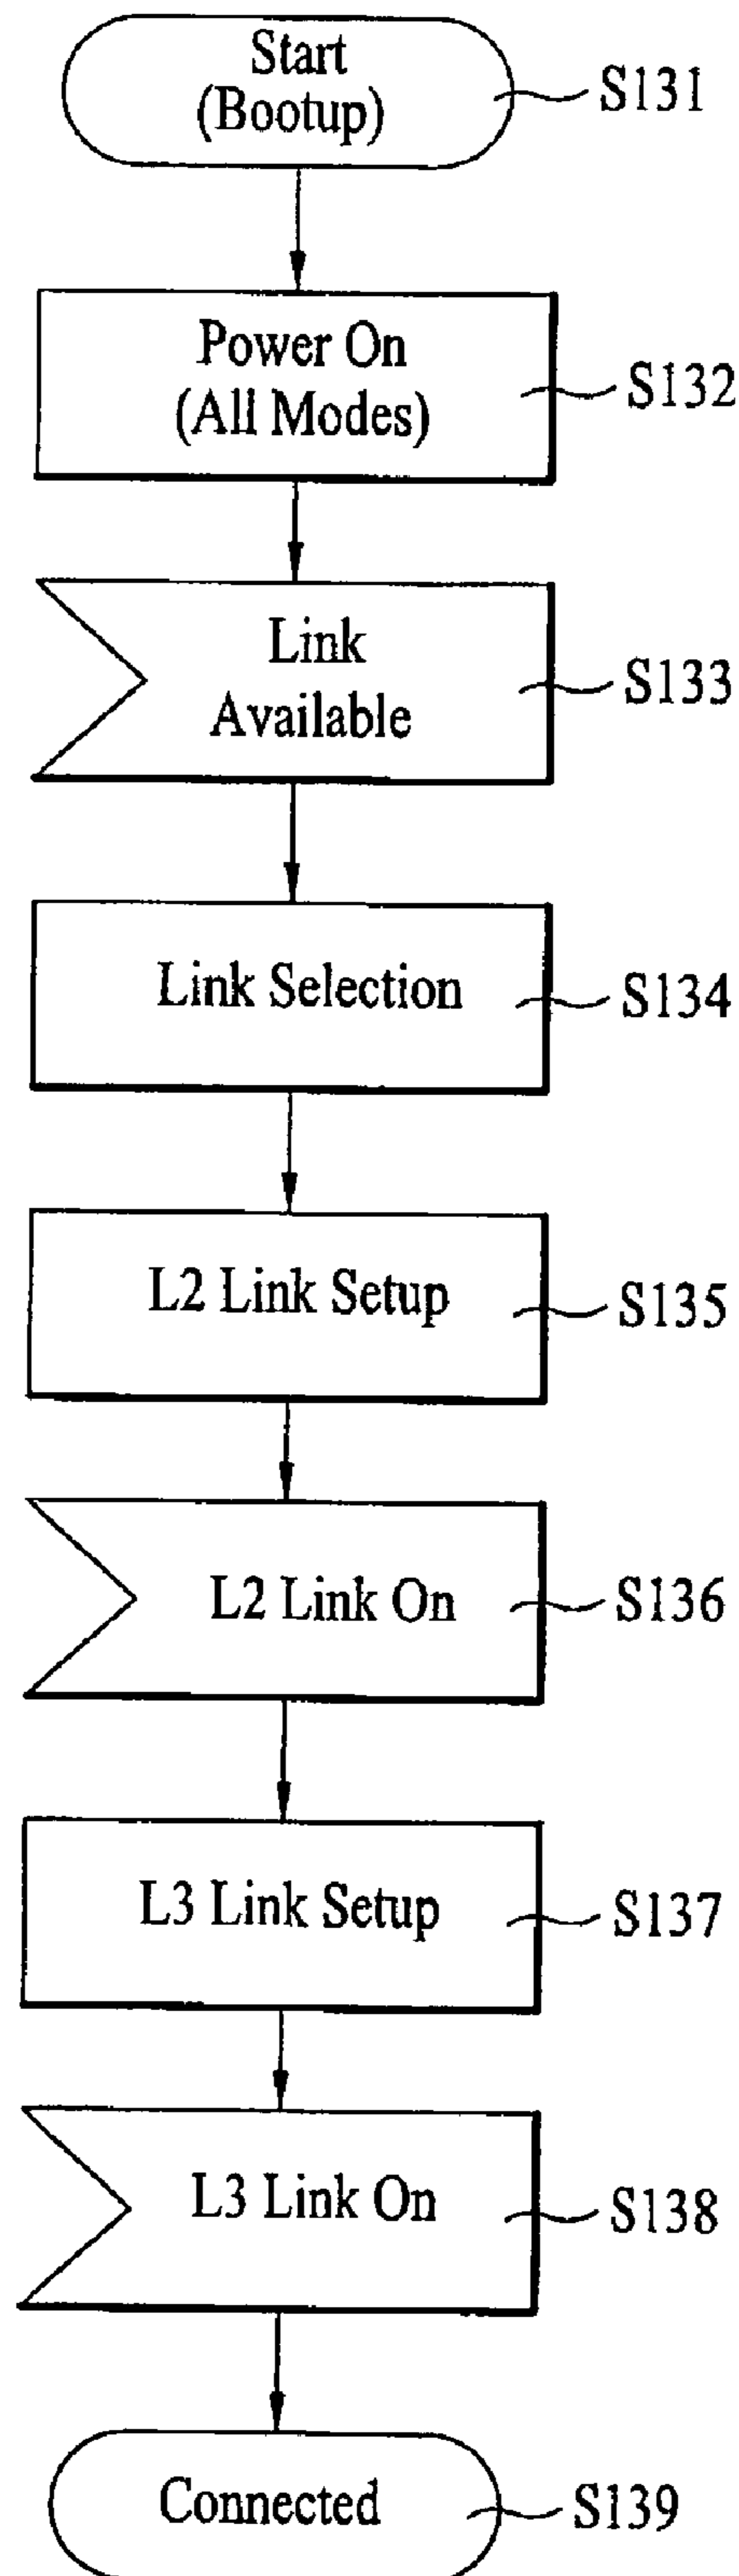 Start
(Bootup)
S131
Power On
(All Modes)
S132
Link
Available
S133
Link Selection
S134
L2 Link Setup
S135
L2 Link On
S136
L3 Link Setup
S137
L3 Link On
S138
Connected
S139